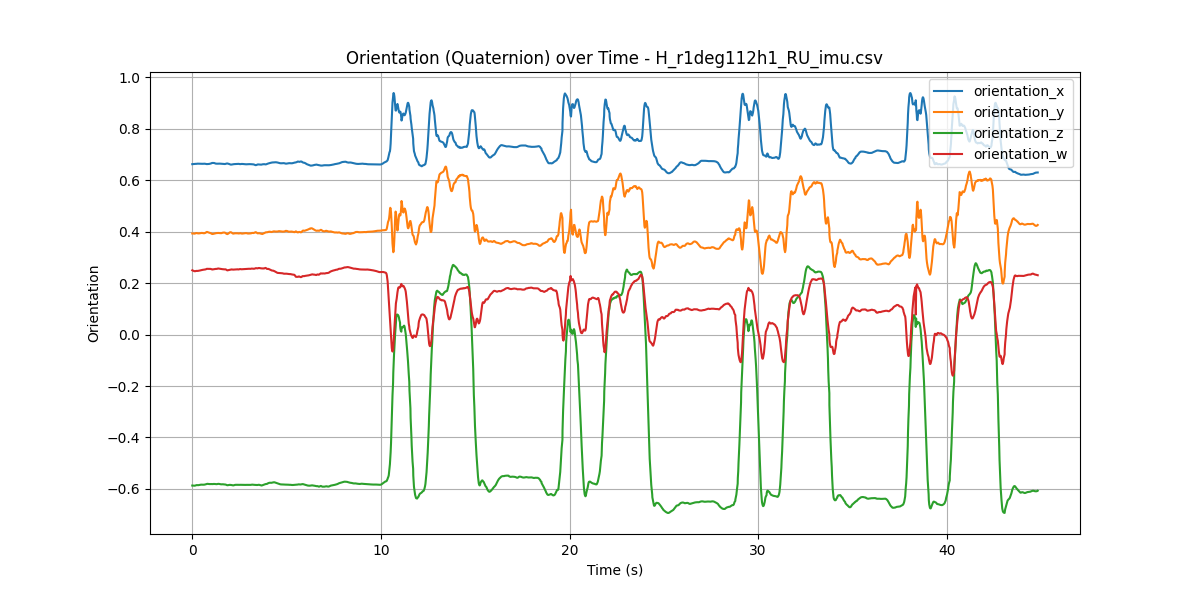 Orientation (Quaternion) over Time - H_r1deg112h1_RU_imu.csv
orientation_x
orientation_y
orientation_z
orientation_w
Orientation
1.0
0.8
0.6
0.4
0.2
0.0
−0.2
−0.4
−0.6
0 10 20 30 40
Time (s)